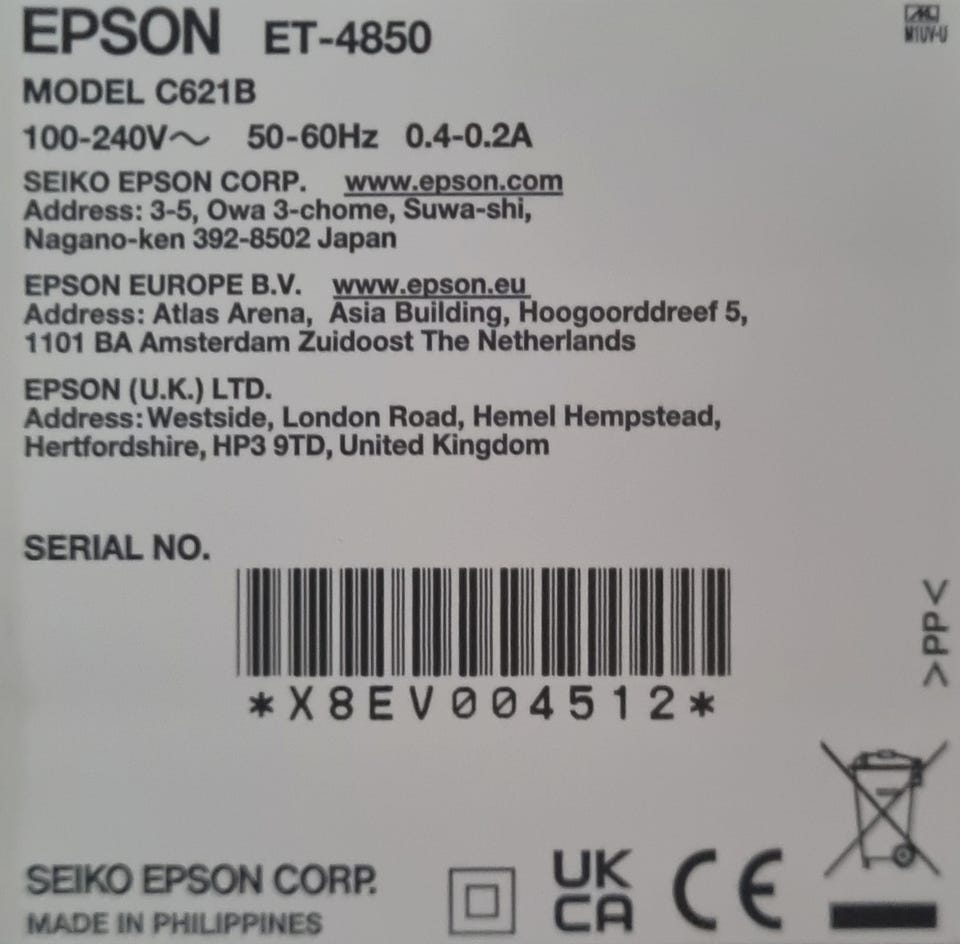 EPSON ET-4850
M1UV-U
MODEL C621B
100-240V~ 50-60Hz 0.4-0.2A
SEIKO EPSON CORP. www.epson.com
Address: 3-5, Owa 3-chome, Suwa-shi,
Nagano-ken 392-8502 Japan
EPSON EUROPE B.V. www.epson.eu
Address: Atlas Arena, Asia Building, Hoogoorddreef 5,
1101 BA Amsterdam Zuidoost The Netherlands
EPSON (U.K.) LTD.
Address: Westside, London Road, Hemel Hempstead,
Hertfordshire, HP3 9TD, United Kingdom
SERIAL NO.
*X8EV004512*
>PP<
SEIKO EPSON CORP.
MADE IN PHILIPPINES
UK
CA
CE